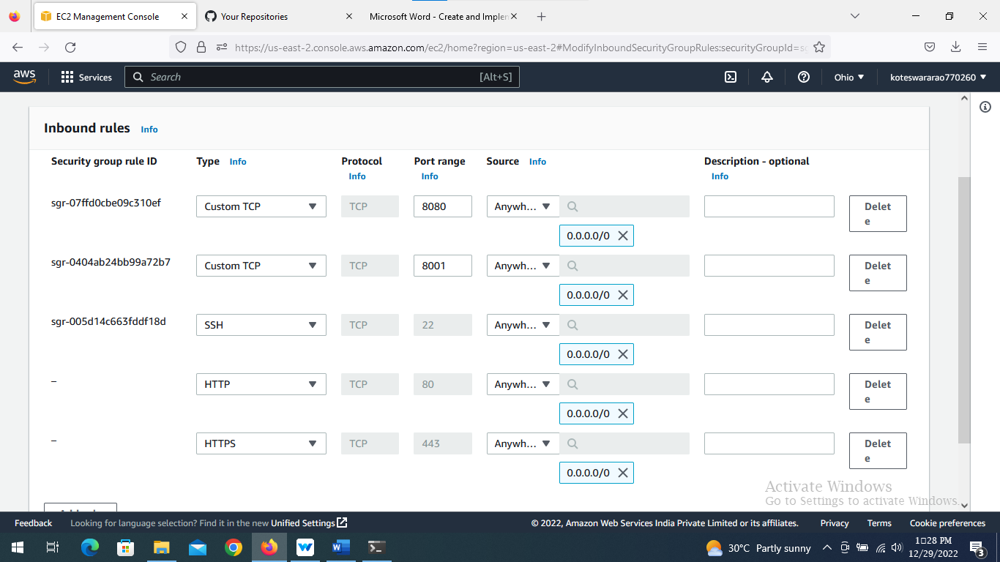 EC2 Management Console
Your Repositories
Microsoft Word - Create and Implen
https://us-east-2.console.aws.amazon.com/ec2/home?region=us-east-2#ModifyInboundSecurityGroupRules:securityGroupId=s
aws Services Search [Alt+S] Ohio koteswararao770260
Inbound rules Info
Security group rule ID Type Info Protocol Info Port range Info Source Info Description - optional Info
sgr-07ffd0cbe09c310ef Custom TCP TCP 8080 Anywh... Delet
e
0.0.0.0/0
sgr-0404ab24bb99a72b7 Custom TCP TCP 8001 Anywh... Delet
e
0.0.0.0/0
sgr-005d14c663fddf18d SSH TCP 22 Anywh... Delet
e
0.0.0.0/0
– HTTP TCP 80 Anywh... Delet
e
0.0.0.0/0
– HTTPS TCP 443 Anywh... Delet
e
0.0.0.0/0
Activate Windows
Go to Settings to activate Windows.
Feedback Looking for language selection? Find it in the new Unified Settings © 2022, Amazon Web Services India Private Limited or its affiliates. Privacy Terms Cookie preferences
30°C Partly sunny
1:28 PM
12/29/2022
3